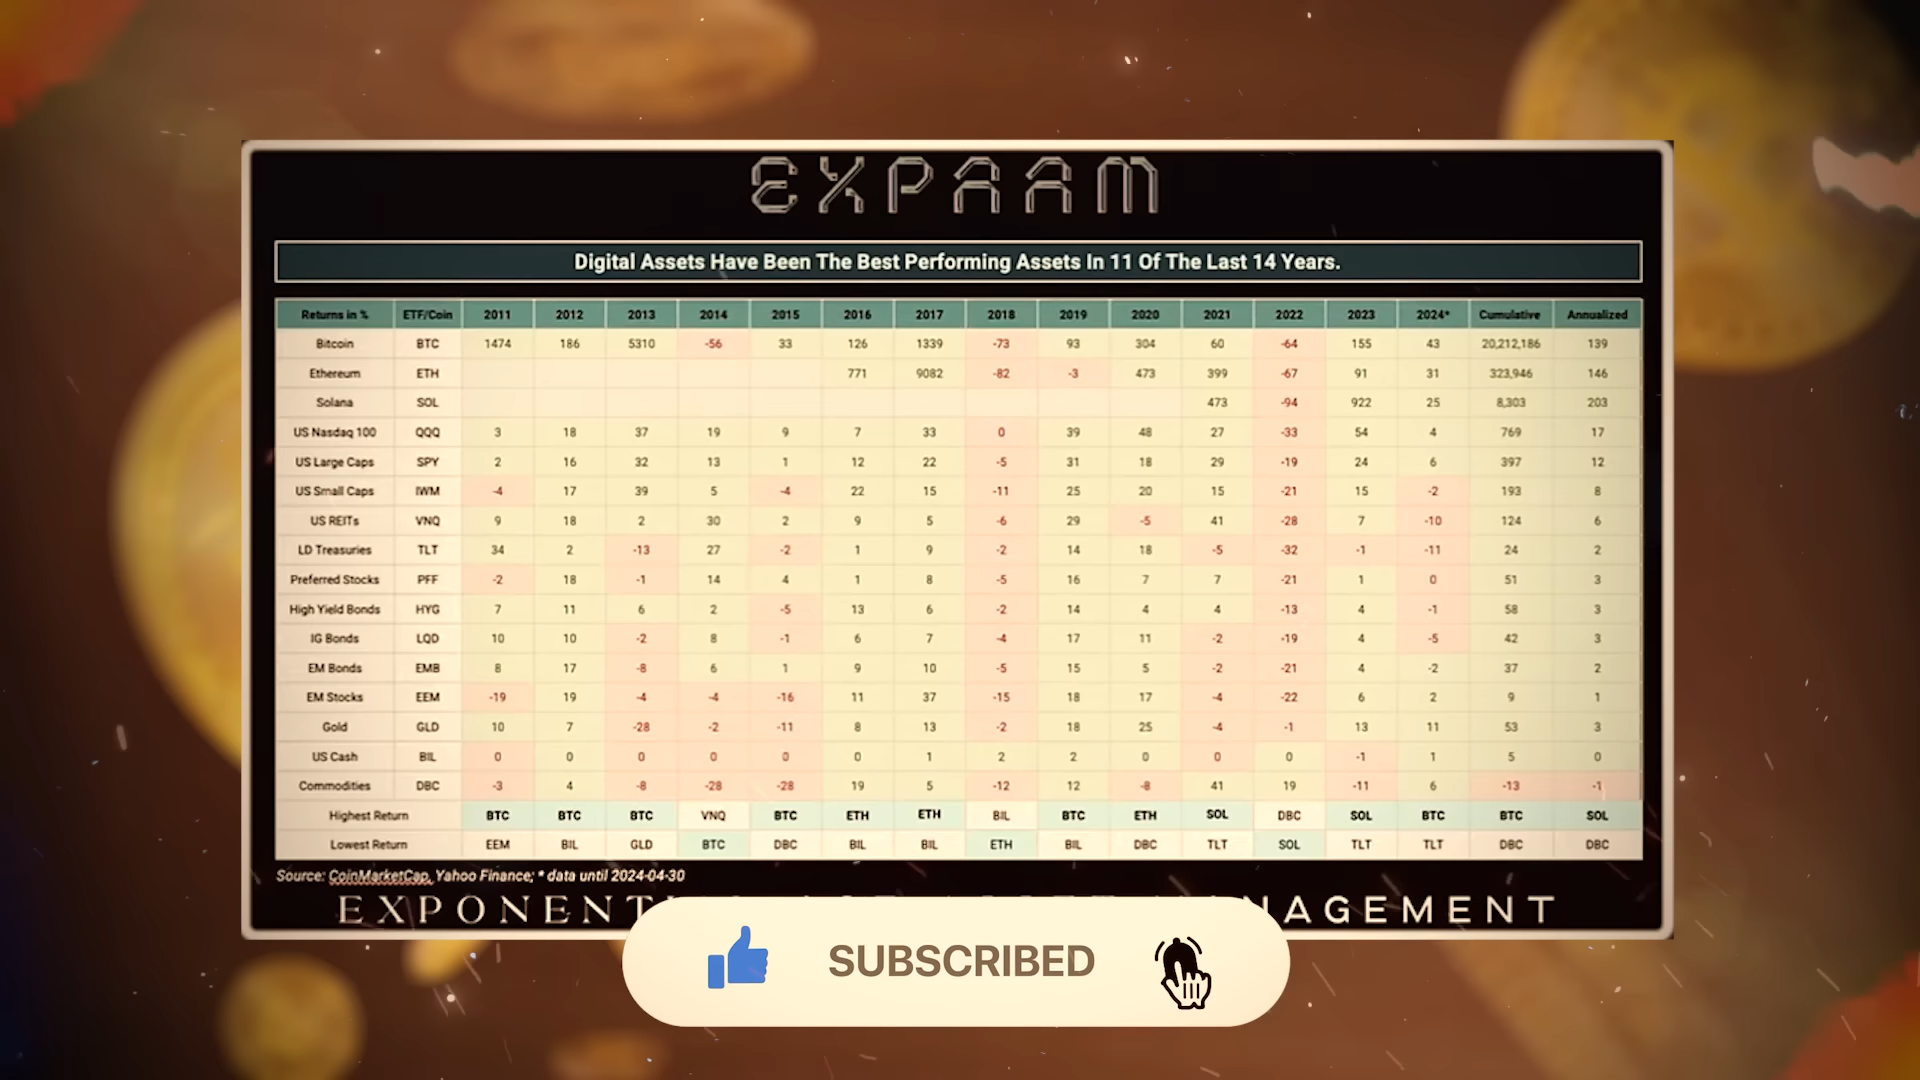 EXPAAM
Digital Assets Have Been The Best Performing Assets In 11 Of The Last 14 Years.
Returns in % ETF/Coin 2011 2012 2013 2014 2015 2016 2017 2018 2019 2020 2021 2022 2023 2024* Cumulative Annualized
Bitcoin BTC 1474 186 5310 -56 33 126 1339 -73 93 304 60 -64 155 43 20,212,186 139
Ethereum ETH 771 9082 -82 -3 473 399 -67 91 31 323,946 146
Solana SOL 473 -94 922 25 8,303 203
US Nasdaq 100 QQQ 3 18 37 19 9 7 33 0 39 48 27 -33 54 4 769 17
US Large Caps SPY 2 16 32 13 1 12 22 -5 31 18 29 -19 24 6 397 12
US Small Caps IWM -4 17 39 5 -4 22 15 -11 25 20 15 -21 15 -2 193 8
US REITs VNQ 9 18 2 30 2 9 5 -6 29 -5 41 -28 7 -10 124 6
LD Treasuries TLT 34 2 -13 27 -2 1 9 -2 14 18 -5 -32 -1 -11 24 2
Preferred Stocks PFF -2 18 -1 14 4 1 8 -5 16 7 7 -21 1 0 51 3
High Yield Bonds HYG 7 11 6 2 -5 13 6 -2 14 4 4 -13 4 -1 58 3
IG Bonds LQD 10 10 -2 8 -1 6 7 -4 17 11 -2 -19 4 -5 42 3
EM Bonds EMB 8 17 -8 6 1 9 10 -5 15 5 -2 -21 4 -2 37 2
EM Stocks EEM -19 19 -4 -4 -16 11 37 -15 18 17 -4 -22 6 2 9 1
Gold GLD 10 7 -28 -2 -11 8 13 -2 18 25 -4 -1 13 11 53 3
US Cash BIL 0 0 0 0 0 0 1 2 2 0 0 0 -1 1 5 0
Commodities DBC -3 4 -8 -28 -28 19 5 -12 12 -8 41 19 -11 6 -13 -1
Highest Return BTC BTC BTC VNQ BTC ETH ETH BIL BTC ETH SOL DBC SOL BTC BTC SOL
Lowest Return EEM BIL GLD BTC DBC BIL BIL ETH BIL DBC TLT SOL TLT TLT DBC DBC
Source: CoinMarketCap, Yahoo Finance; * data until 2024-04-30
SUBSCRIBED